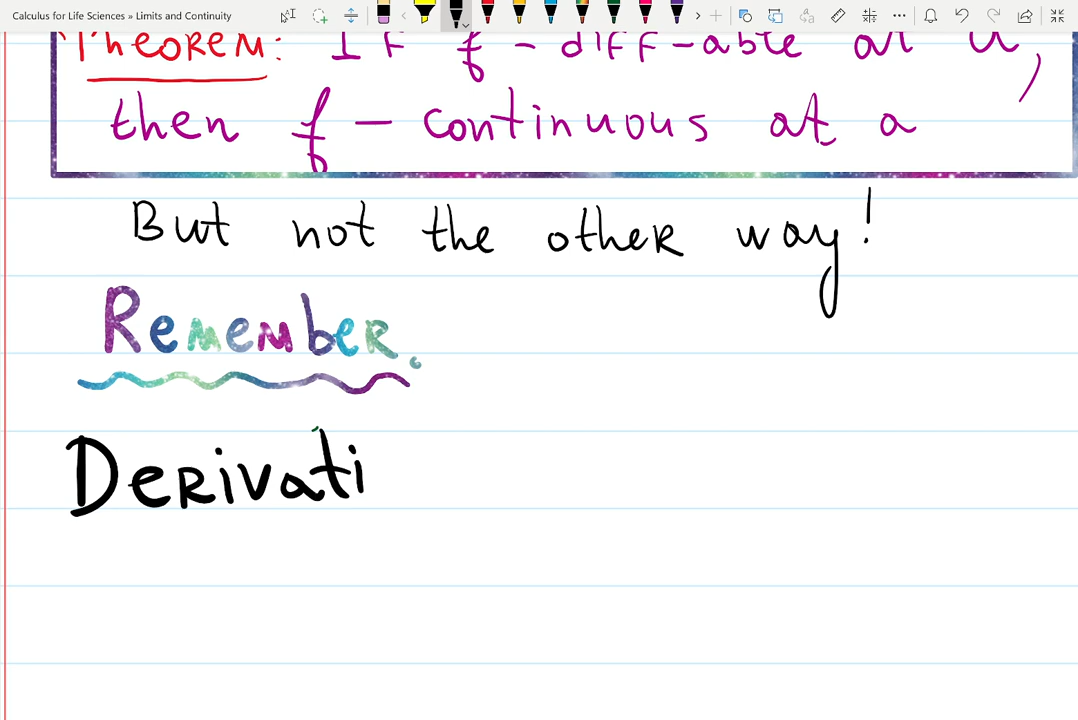 Calculus for Life Sciences » Limits and Continuity
Theorem: If f - diff-able at a,
then f - continuous at a
But not the other way!
Remember.
Derivati